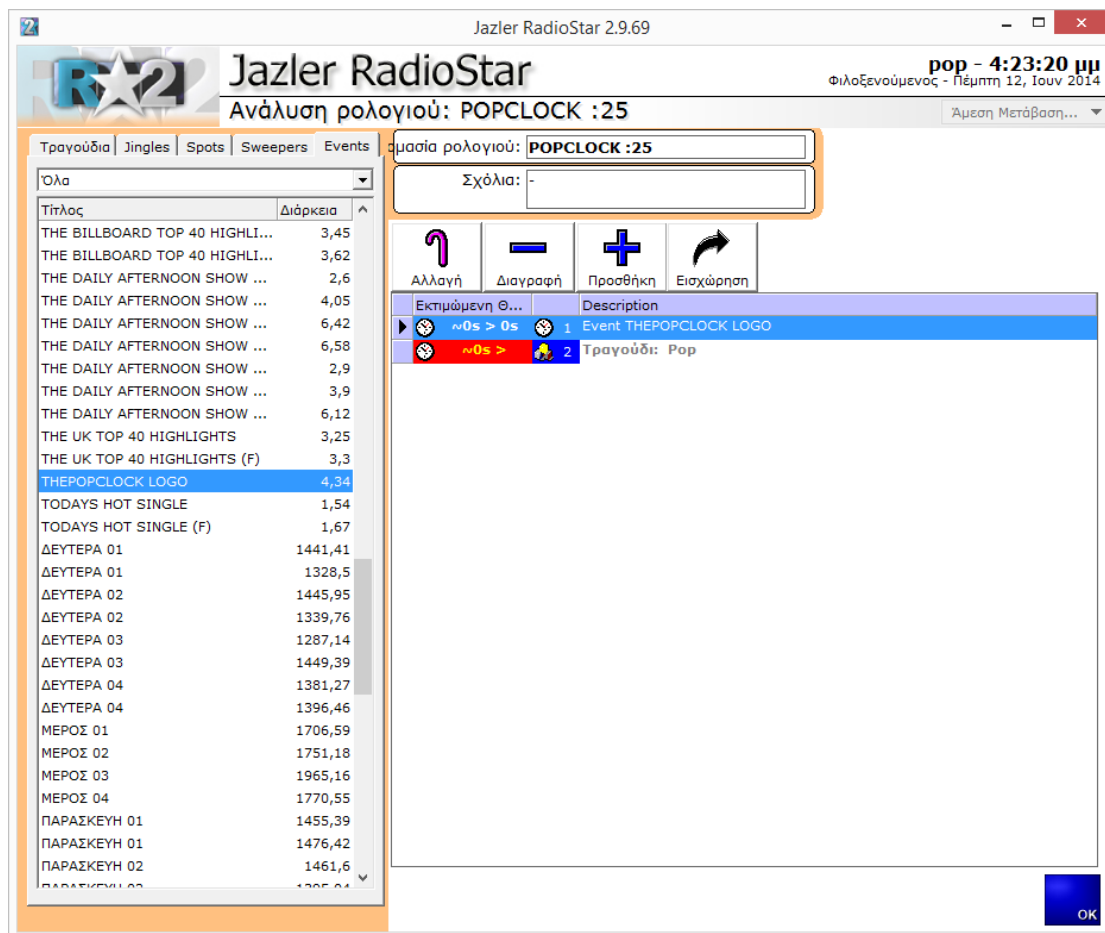 Jazler RadioStar 2.9.69
Jazler RadioStar
pop - 4:23:20 μμ
Φιλοξενούμενος - Πέμπτη 12, Ιουν 2014
Ανάλυση ρολογιού: POPCLOCK :25
Άμεση Μετάβαση...
Τραγούδια Jingles Spots Sweepers Events
μασία ρολογιού: POPCLOCK :25
Όλα
Σχόλια: -
Τίτλος Διάρκεια
THE BILLBOARD TOP 40 HIGHLI... 3,45
THE BILLBOARD TOP 40 HIGHLI... 3,62
THE DAILY AFTERNOON SHOW ... 2,6
THE DAILY AFTERNOON SHOW ... 4,05
THE DAILY AFTERNOON SHOW ... 6,42
THE DAILY AFTERNOON SHOW ... 6,58
THE DAILY AFTERNOON SHOW ... 2,9
THE DAILY AFTERNOON SHOW ... 3,9
THE DAILY AFTERNOON SHOW ... 6,12
THE UK TOP 40 HIGHLIGHTS 3,25
THE UK TOP 40 HIGHLIGHTS (F) 3,3
THEPOPCLOCK LOGO 4,34
TODAYS HOT SINGLE 1,54
TODAYS HOT SINGLE (F) 1,67
ΔΕΥΤΕΡΑ 01 1441,41
ΔΕΥΤΕΡΑ 01 1328,5
ΔΕΥΤΕΡΑ 02 1445,95
ΔΕΥΤΕΡΑ 02 1339,76
ΔΕΥΤΕΡΑ 03 1287,14
ΔΕΥΤΕΡΑ 03 1449,39
ΔΕΥΤΕΡΑ 04 1381,27
ΔΕΥΤΕΡΑ 04 1396,46
ΜΕΡΟΣ 01 1706,59
ΜΕΡΟΣ 02 1751,18
ΜΕΡΟΣ 03 1965,16
ΜΕΡΟΣ 04 1770,55
ΠΑΡΑΣΚΕΥΗ 01 1455,39
ΠΑΡΑΣΚΕΥΗ 01 1476,42
ΠΑΡΑΣΚΕΥΗ 02 1461,6
Αλλαγή Διαγραφή Προσθήκη Εισχώρηση
Εκτιμώμενη Θ... Description
~0s > 0s 1 Event THEPOPCLOCK LOGO
~0s > 2 Τραγούδι: Pop
OK